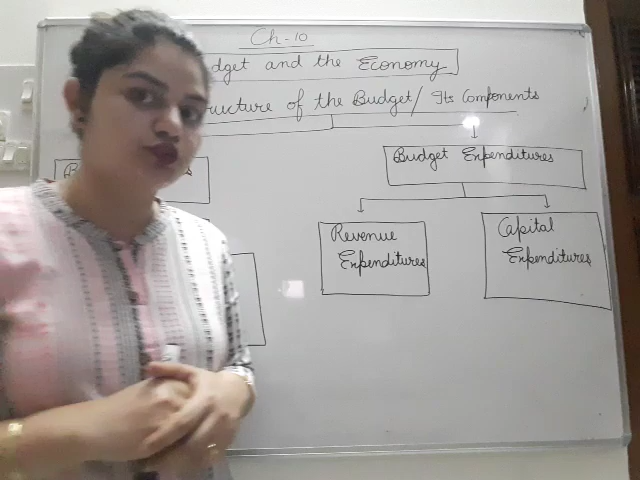 Ch-10
dget and the Economy
ructure of the Budget/ Its Components
B
s
Budget Expenditures
Revenue
Expenditures
Capital
Expenditures